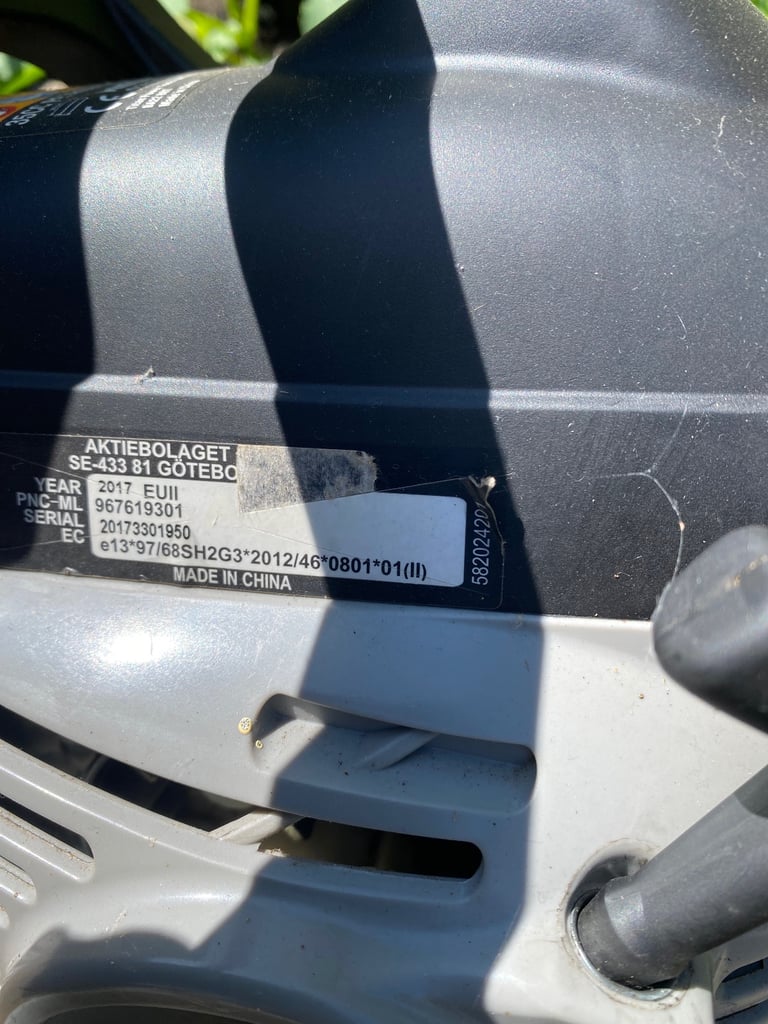 AKTIEBOLAGET
SE-433 81 GÖTEBO
YEAR 2017 EUII
PNC-ML 967619301
SERIAL 20173301950
EC e13*97/68SH2G3*2012/46*0801*01(II)
MADE IN CHINA